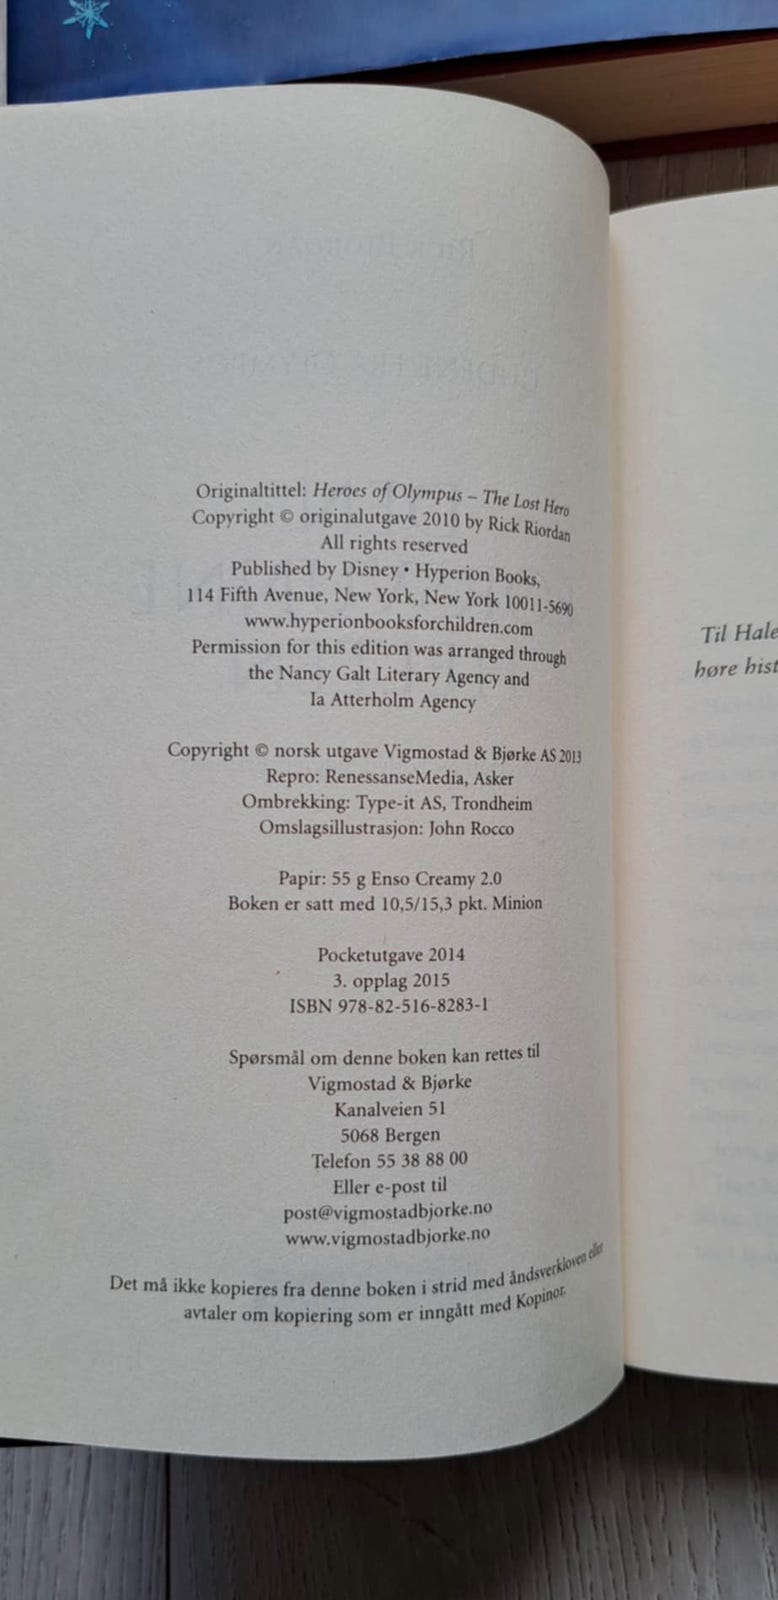 Originaltittel: Heroes of Olympus – The Lost Hero
Copyright © originalutgave 2010 by Rick Riordan
All rights reserved
Published by Disney • Hyperion Books,
114 Fifth Avenue, New York, New York 10011-5690
www.hyperionbooksforchildren.com
Permission for this edition was arranged through
the Nancy Galt Literary Agency and
Ia Atterholm Agency
Copyright © norsk utgave Vigmostad & Bjørke AS 2013
Repro: RenessanseMedia, Asker
Ombrekking: Type-it AS, Trondheim
Omslagsillustrasjon: John Rocco
Papir: 55 g Enso Creamy 2.0
Boken er satt med 10,5/15,3 pkt. Minion
Pocketutgave 2014
3. opplag 2015
ISBN 978-82-516-8283-1
Spørsmål om denne boken kan rettes til
Vigmostad & Bjørke
Kanalveien 51
5068 Bergen
Telefon 55 38 88 00
Eller e-post til
post@vigmostadbjorke.no
www.vigmostadbjorke.no
Det må ikke kopieres fra denne boken i strid med åndsverkloven eller
avtaler om kopiering som er inngått med Kopinor.
Til Hale
høre hist